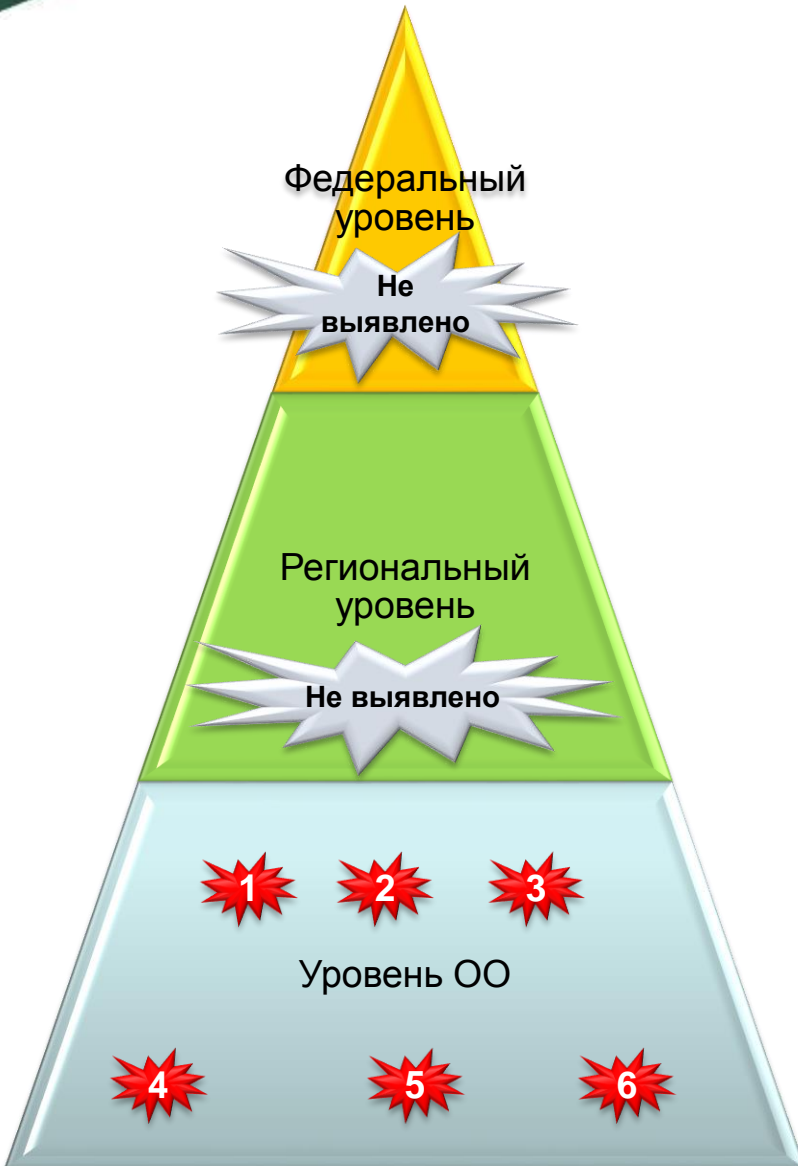 Федеральный
уровень
Не
выявлено
Региональный
уровень
Не выявлено
1 2 3
Уровень ОО
4 5 6